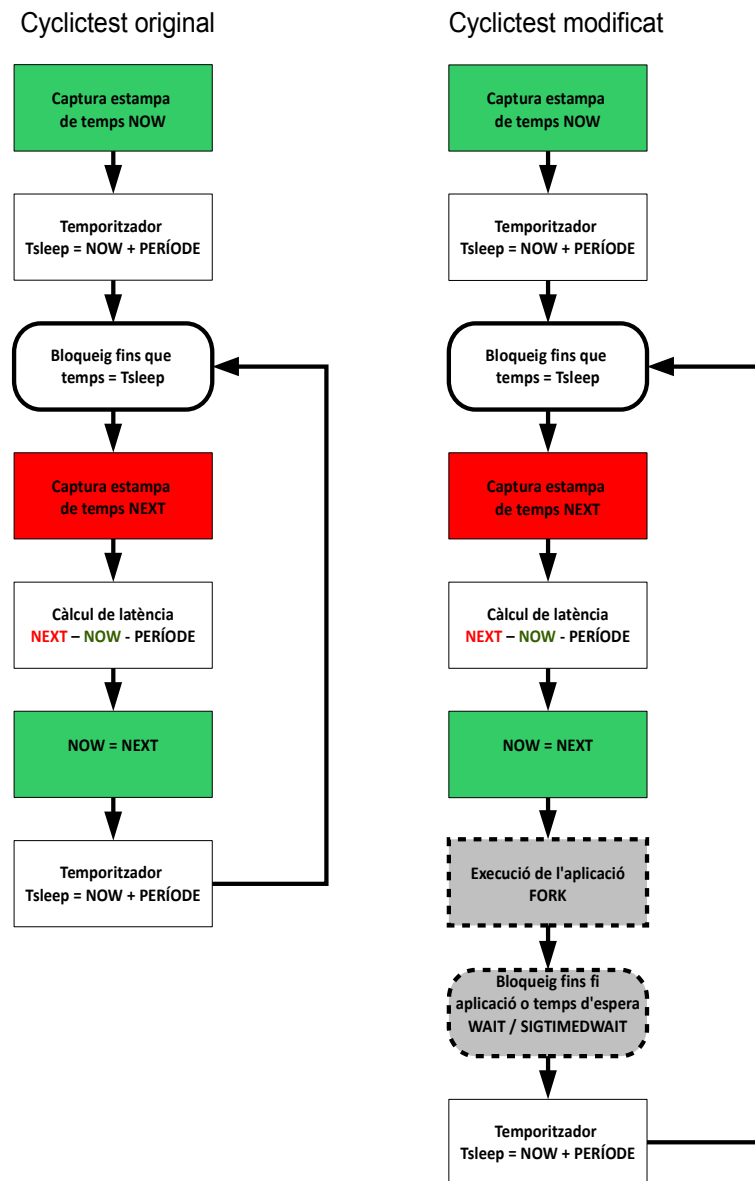 Cyclictest original
Captura estampa
de temps NOW
Temporitzador
Tsleep = NOW + PERÍODE
Bloqueig fins que
temps = Tsleep
Captura estampa
de temps NEXT
Càlcul de latència
NEXT – NOW - PERÍODE
NOW = NEXT
Temporitzador
Tsleep = NOW + PERÍODE
Cyclictest modificat
Captura estampa
de temps NOW
Temporitzador
Tsleep = NOW + PERÍODE
Bloqueig fins que
temps = Tsleep
Captura estampa
de temps NEXT
Càlcul de latència
NEXT – NOW - PERÍODE
NOW = NEXT
Execució de l'aplicació
FORK
Bloqueig fins fi
aplicació o temps d'espera
WAIT / SIGTIMEDWAIT
Temporitzador
Tsleep = NOW + PERÍODE